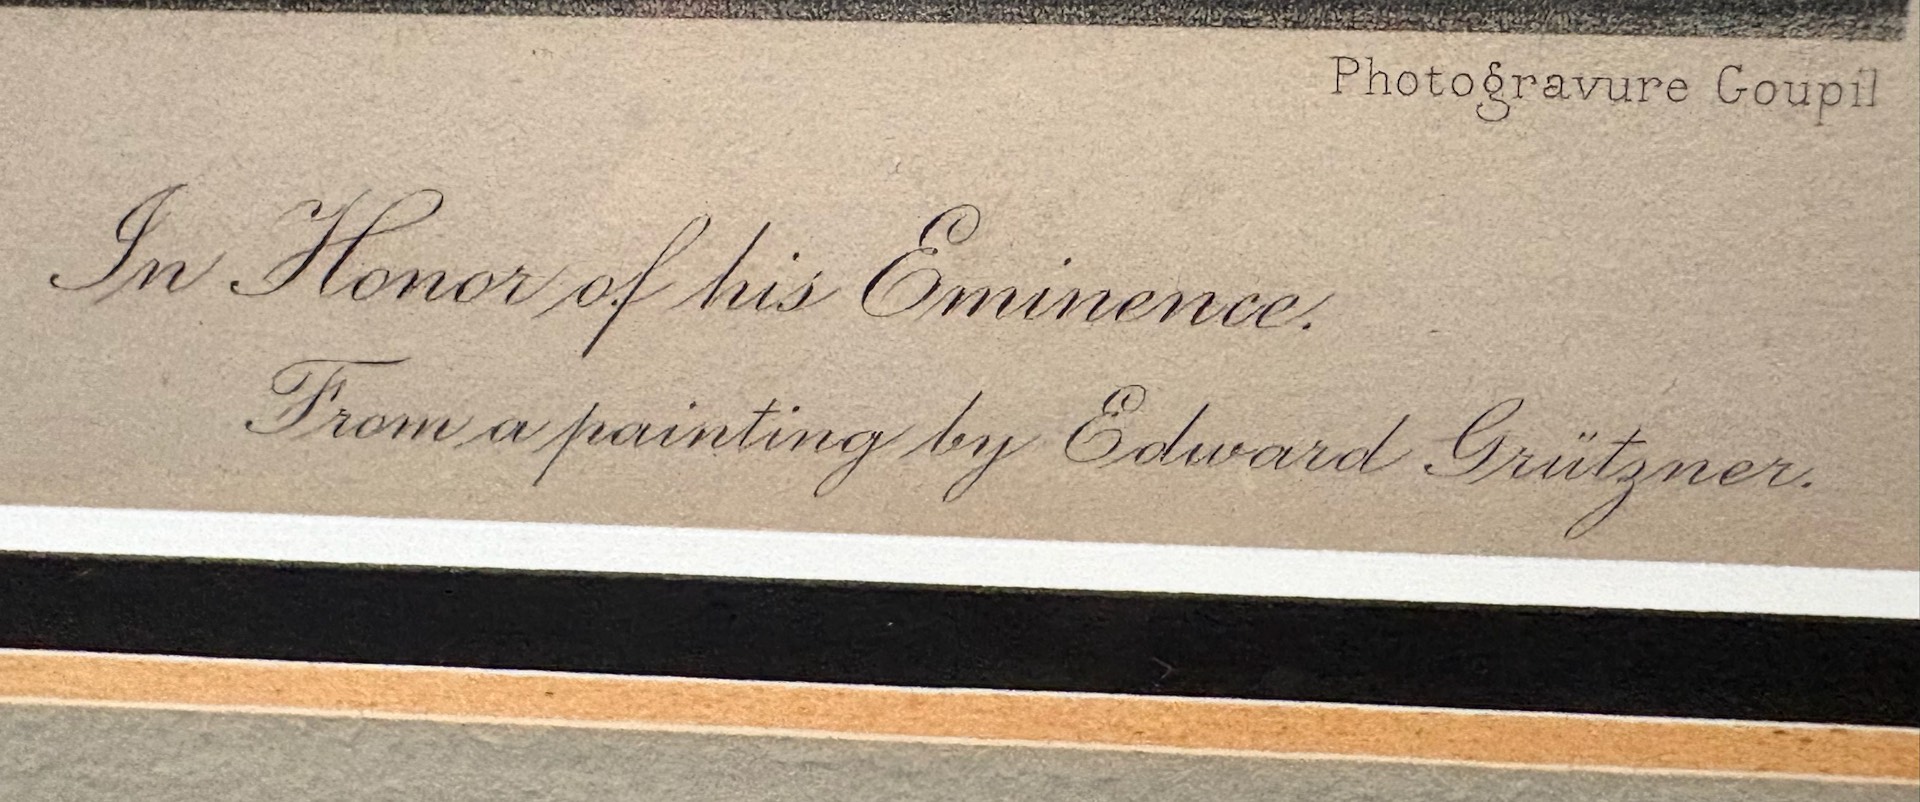 Photogravure Goupil
In Honor of his Eminence.
From a painting by Edward Grützner.